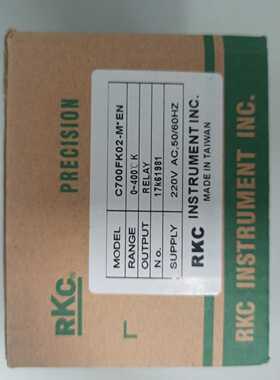 RKC®
PRECISION
MODEL C700FK02-M*EN
RANGE 0~400℃ K
OUTPUT RELAY
No. 17k61981
SUPPLY 220V AC,50/60HZ
RKC INSTRUMENT INC.
MADE IN TAIWAN
RKC INSTRUMENT INC.